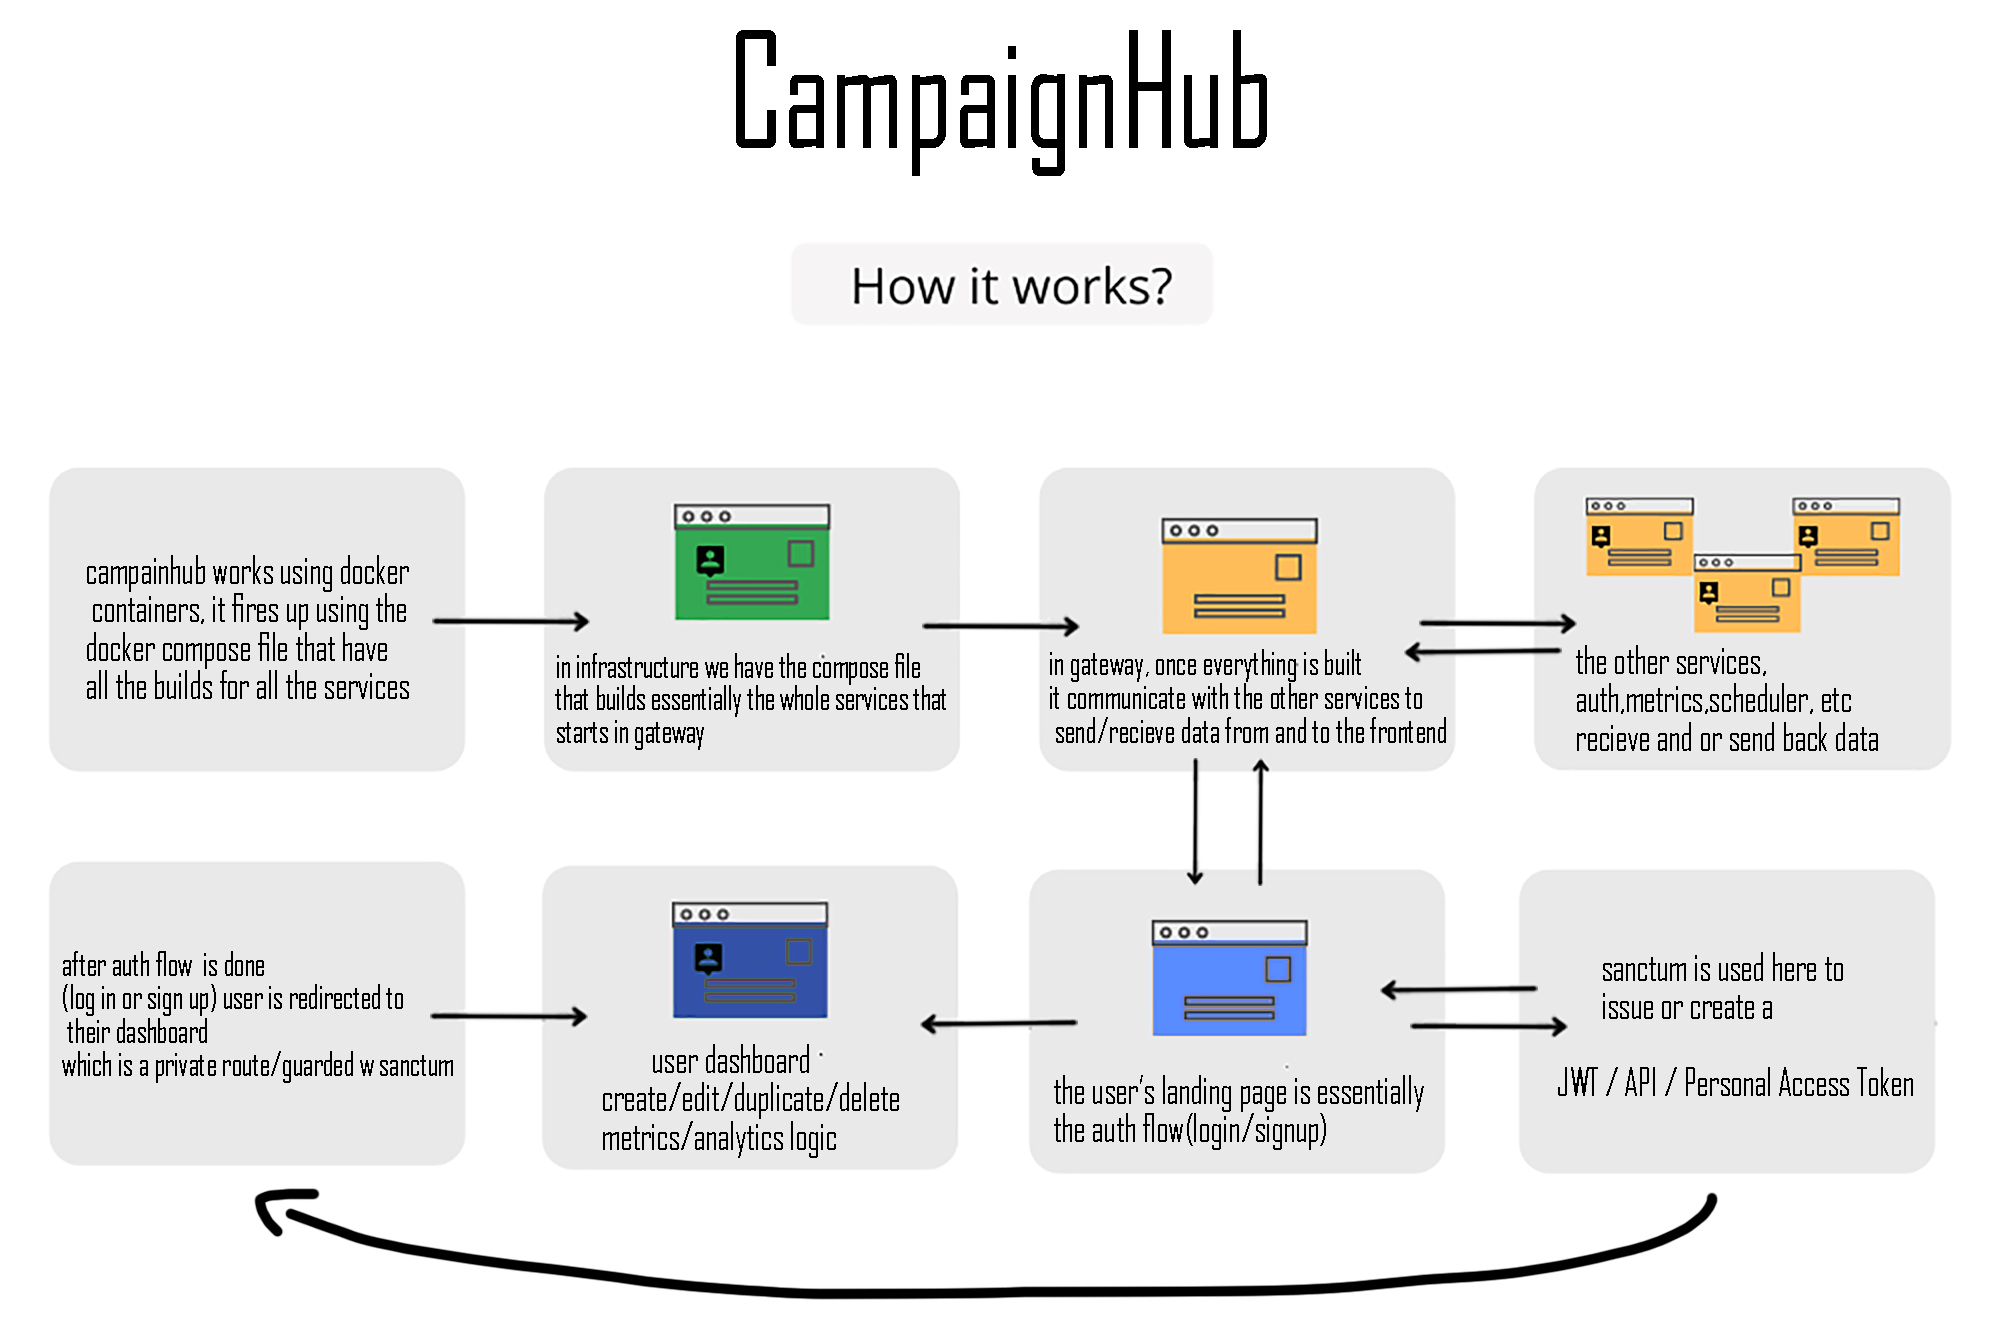 CampaignHub
How it works?
campainhub works using docker
containers, it fires up using the
docker compose file that have
all the builds for all the services
in infrastructure we have the compose file
that builds essentially the whole services that
starts in gateway
in gateway, once everything is built
it communicate with the other services to
send/recieve data from and to the frontend
the other services,
auth,metrics,scheduler, etc
recieve and or send back data
after auth flow is done
(log in or sign up) user is redirected to
their dashboard
which is a private route/guarded w sanctum
user dashboard
create/edit/duplicate/delete
metrics/analytics logic
the user's landing page is essentially
the auth flow(login/signup)
sanctum is used here to
issue or create a
JWT / API / Personal Access Token